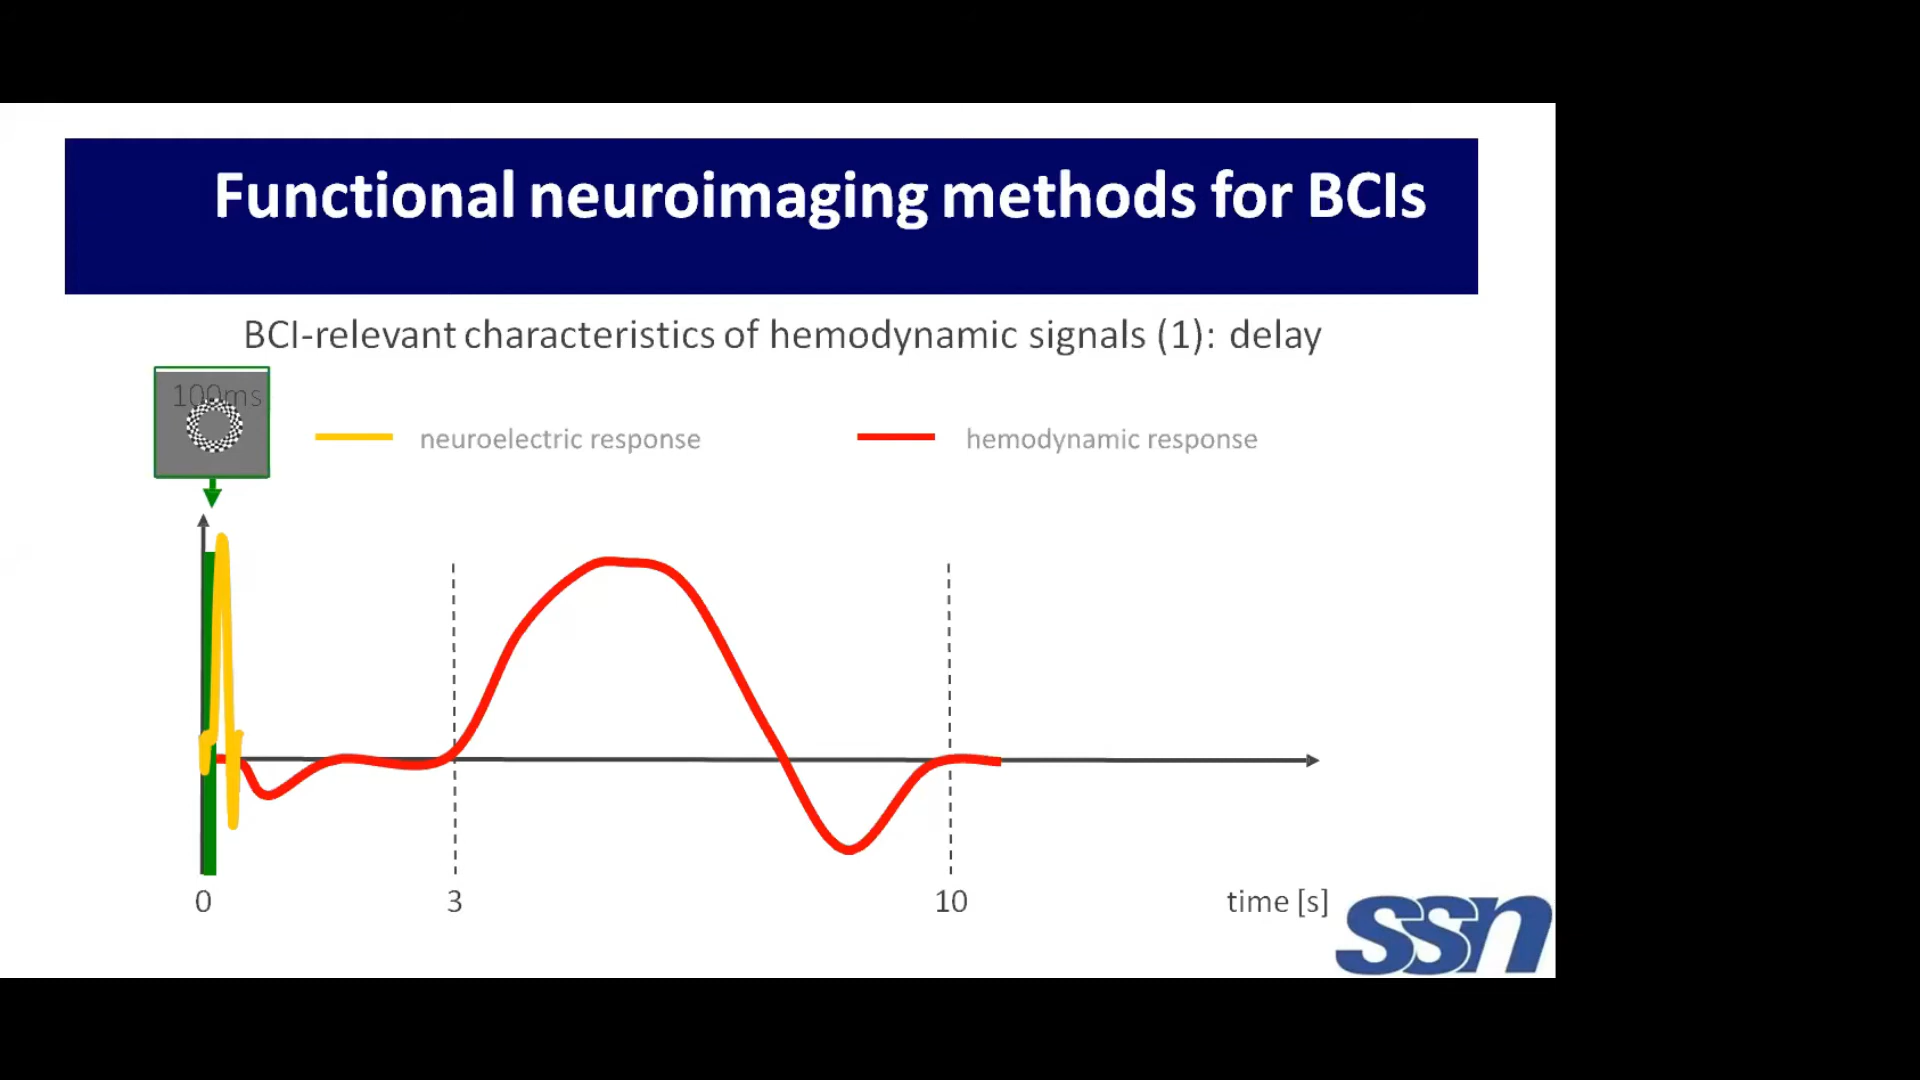 Functional neuroimaging methods for BCIs
BCI-relevant characteristics of hemodynamic signals (1): delay
100ms
neuroelectric response
hemodynamic response
0
3
10
time [s]
ssn